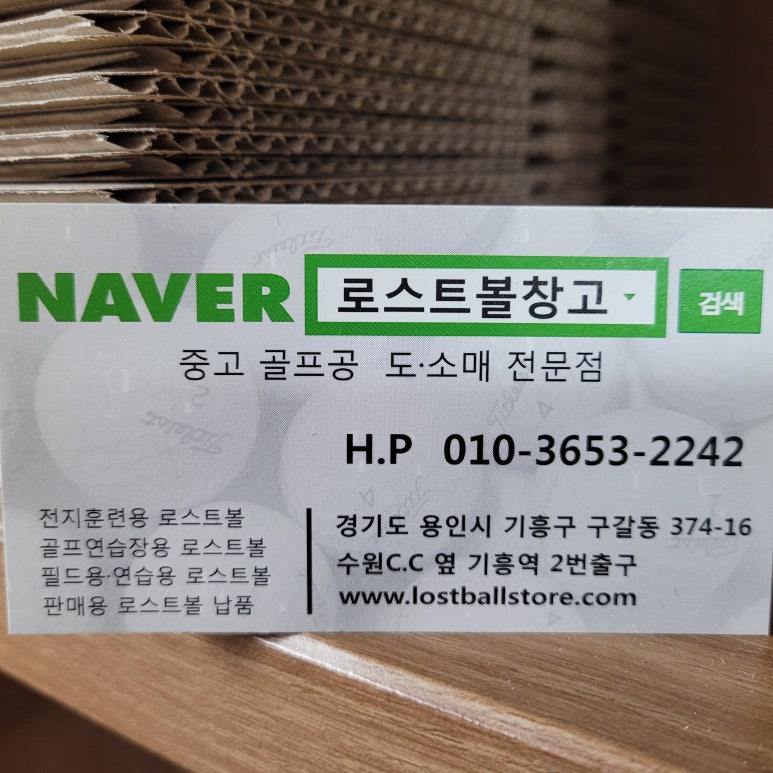 NAVER 로스트볼창고 검색
중고 골프공 도·소매 전문점
H.P 010-3653-2242
전지훈련용 로스트볼
골프연습장용 로스트볼
필드용·연습용 로스트볼
판매용 로스트볼 납품
경기도 용인시 기흥구 구갈동 374-16
수원C.C 옆 기흥역 2번출구
www.lostballstore.com
Titleist
2
Titleist